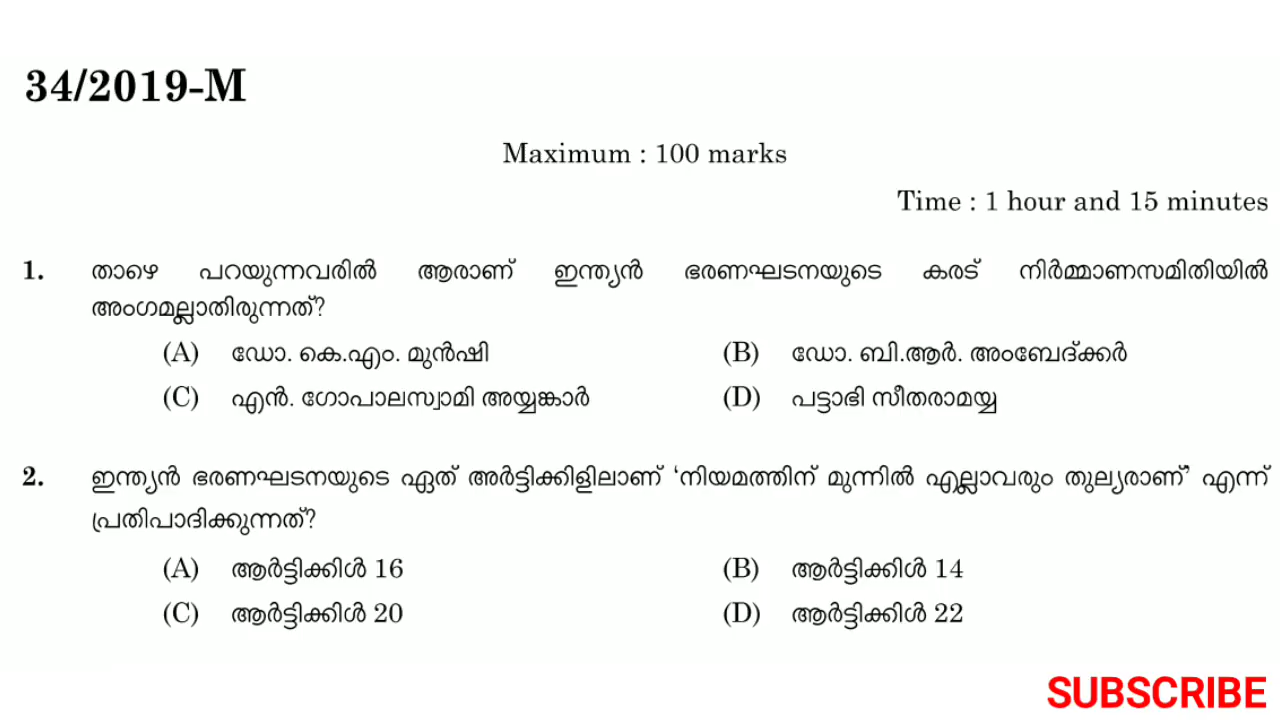 34/2019-M
Maximum : 100 marks
Time : 1 hour and 15 minutes
1. താഴെ പറയുന്നവരിൽ ആരാണ് ഇന്ത്യൻ ഭരണഘടനയുടെ കരട് നിർമ്മാണസമിതിയിൽ
അംഗമല്ലാതിരുന്നത്?
(A) ഡോ. കെ.എം. മുൻഷി (B) ഡോ. ബി.ആർ. അംബേദ്ക്കർ
(C) എൻ. ഗോപാലസ്വാമി അയ്യങ്കാർ (D) പട്ടാഭി സീതരാമയ്യ
2. ഇന്ത്യൻ ഭരണഘടനയുടെ ഏത് അർട്ടിക്കിളിലാണ് ‘നിയമത്തിന് മുന്നിൽ എല്ലാവരും തുല്യരാണ്’ എന്ന്
പ്രതിപാദിക്കുന്നത്?
(A) ആർട്ടിക്കിൾ 16 (B) ആർട്ടിക്കിൾ 14
(C) ആർട്ടിക്കിൾ 20 (D) ആർട്ടിക്കിൾ 22
SUBSCRIBE